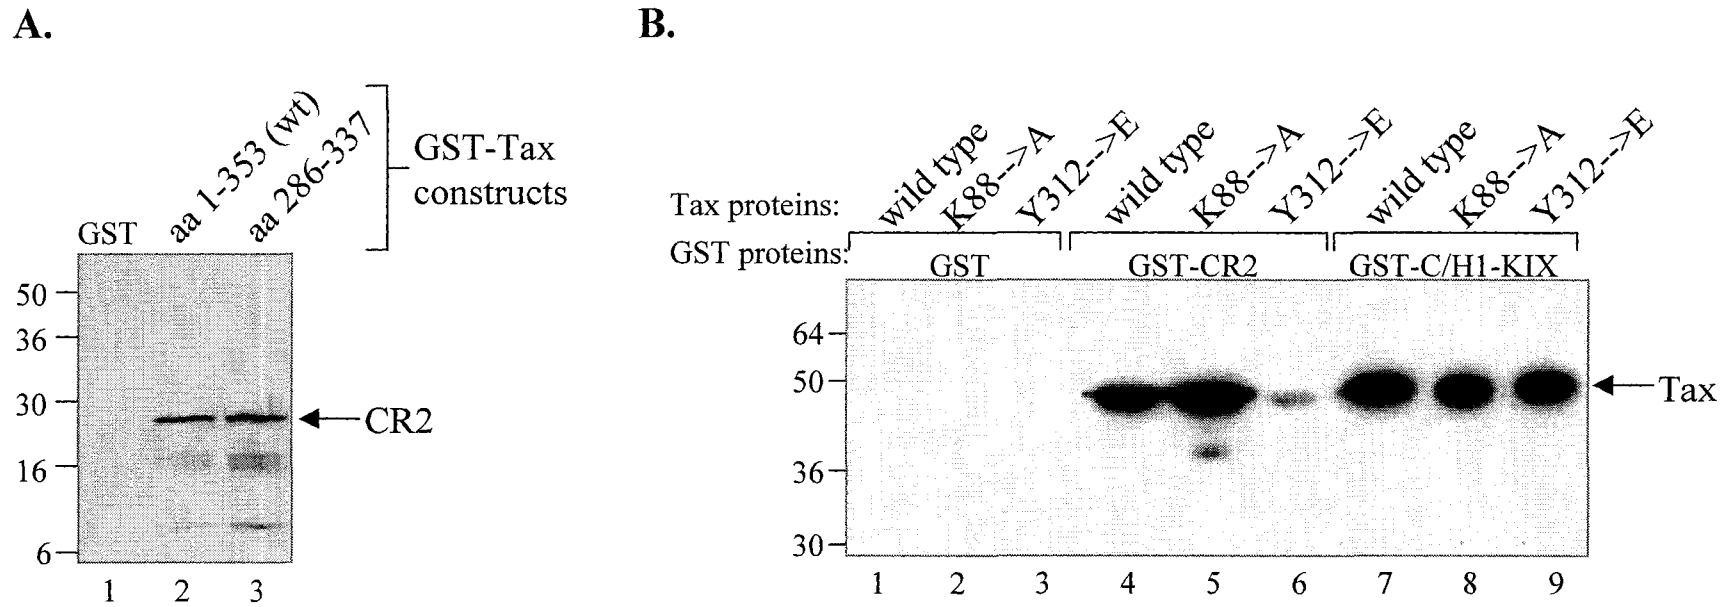 A.
GST
aa 1-353 (wt)
aa 286-337
GST-Tax
constructs
50
36
30
16
6
CR2
1 2 3
B.
Tax proteins:
wild type
K88-->A
Y312-->E
wild type
K88-->A
Y312-->E
wild type
K88-->A
Y312-->E
GST proteins:
GST GST-CR2 GST-C/H1-KIX
64
50
36
30
Tax
1 2 3 4 5 6 7 8 9